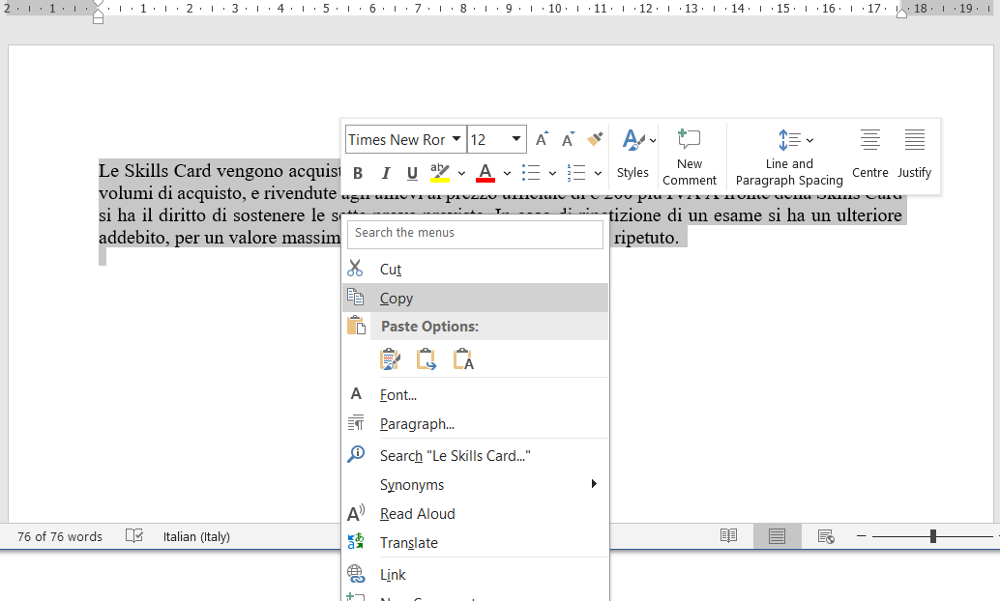 2 1 1 2 3 4 5 6 7 8 9 10 11 12 13 14 15 16 17 18 19
Times New Ror 12
B I U
Styles
New Comment
Line and Paragraph Spacing
Centre
Justify
Le Skills Card vengono acquist
volumi di acquisto, e rivendute agli allievi al prezzo ufficiale di € 200 più IVA A fronte della Skills Card
si ha il diritto di sostenere le sette prove previste. In caso di ripetizione di un esame si ha un ulteriore
addebito, per un valore massim ripetuto.
Search the menus
Cut
Copy
Paste Options:
Font...
Paragraph...
Search "Le Skills Card..."
Synonyms
Read Aloud
Translate
Link
76 of 76 words Italian (Italy)